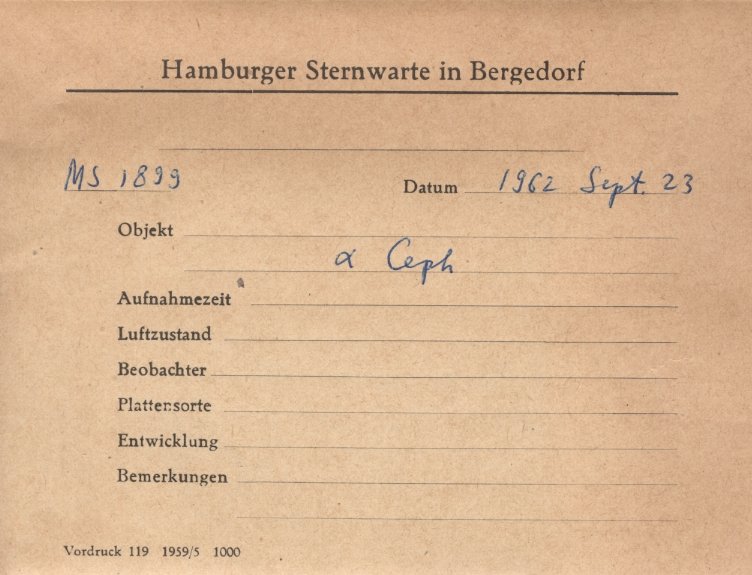 Hamburger Sternwarte in Bergedorf
MS 1899 Datum 1962 Sept. 23
Objekt
α Ceph
Aufnahmezeit
Luftzustand
Beobachter
Plattensorte
Entwicklung
Bemerkungen
Vordruck 119 1959/5 1000